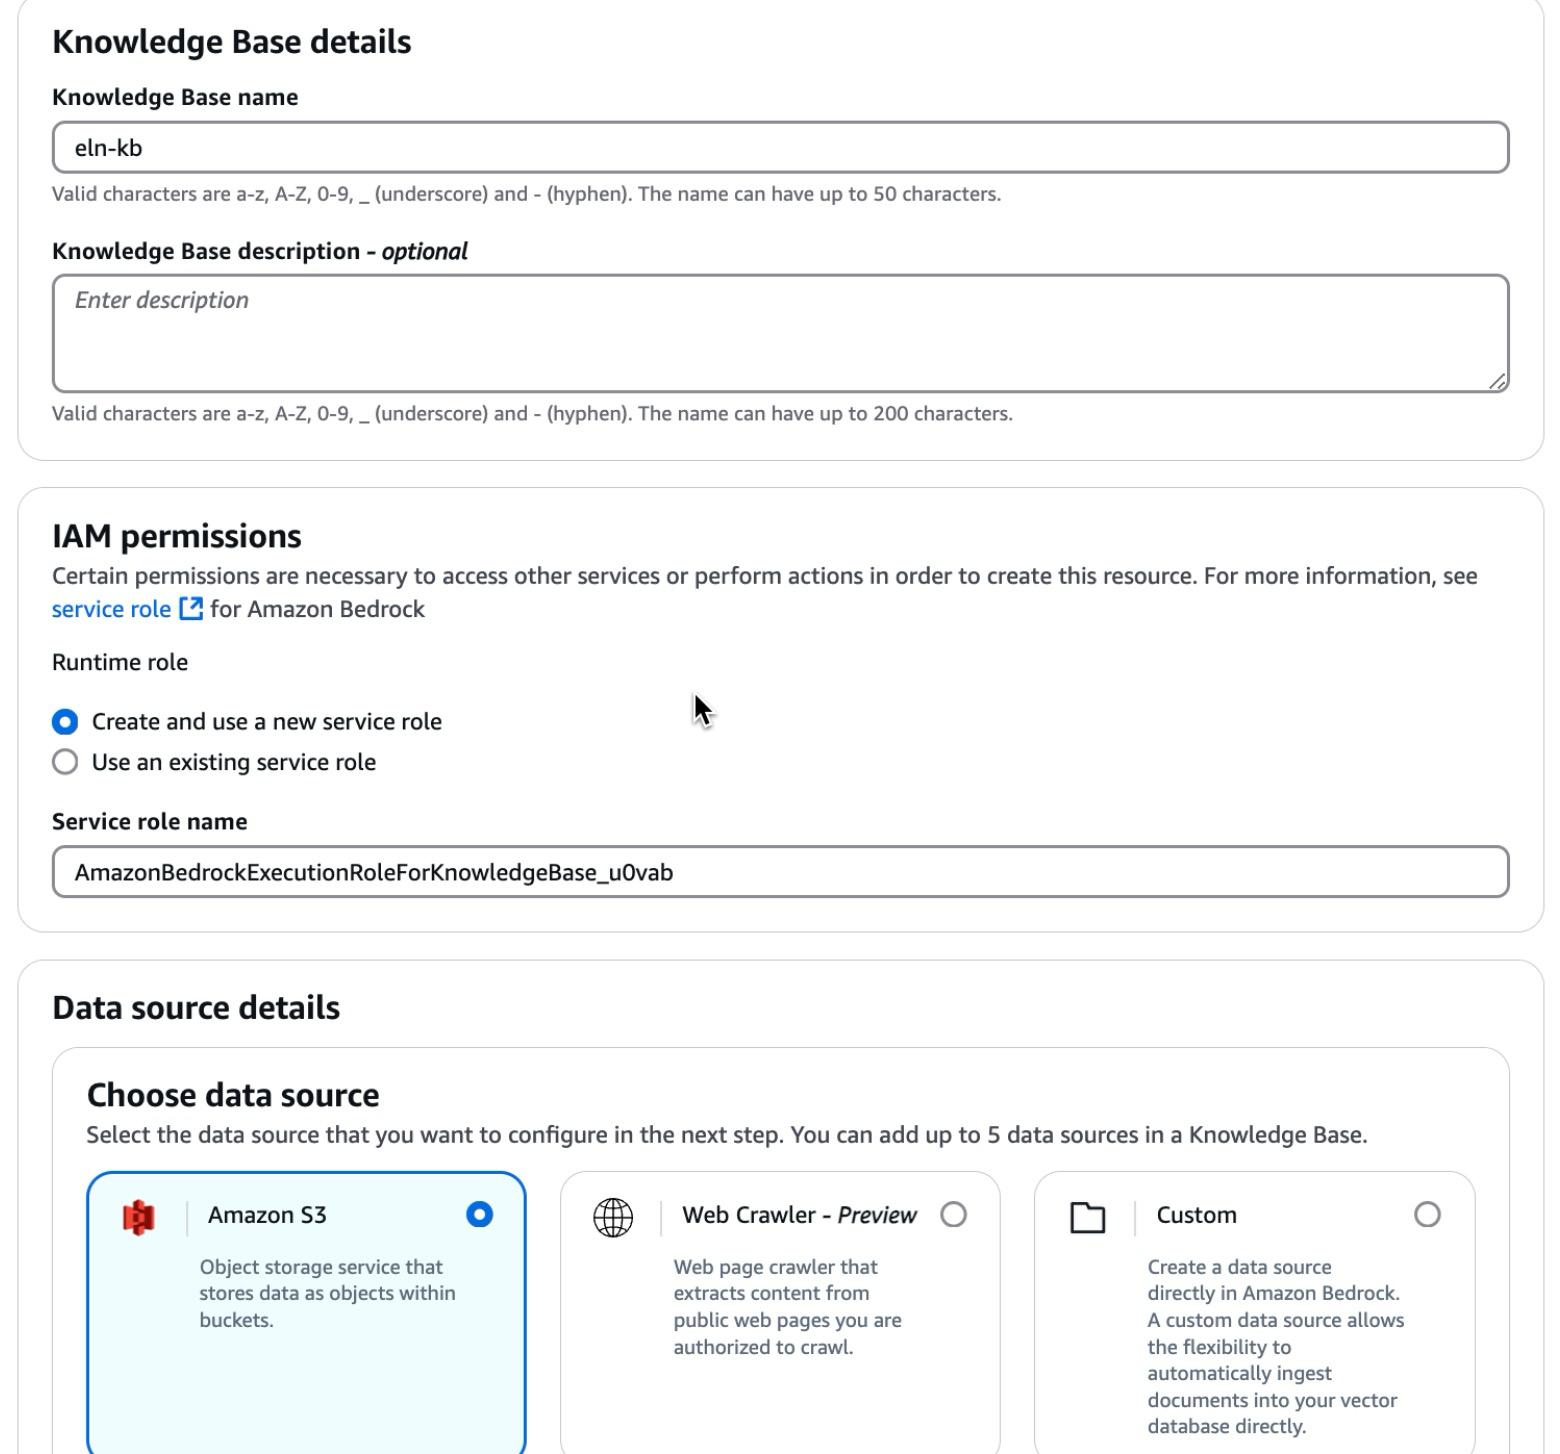 Knowledge Base details
Knowledge Base name
eln-kb
Valid characters are a-z, A-Z, 0-9, _ (underscore) and - (hyphen). The name can have up to 50 characters.
Knowledge Base description - optional
Enter description
Valid characters are a-z, A-Z, 0-9, _ (underscore) and - (hyphen). The name can have up to 200 characters.
IAM permissions
Certain permissions are necessary to access other services or perform actions in order to create this resource. For more information, see
service role for Amazon Bedrock
Runtime role
Create and use a new service role
Use an existing service role
Service role name
AmazonBedrockExecutionRoleForKnowledgeBase_u0vab
Data source details
Choose data source
Select the data source that you want to configure in the next step. You can add up to 5 data sources in a Knowledge Base.
Amazon S3
Object storage service that
stores data as objects within
buckets.
Web Crawler - Preview
Web page crawler that
extracts content from
public web pages you are
authorized to crawl.
Custom
Create a data source
directly in Amazon Bedrock.
A custom data source allows
the flexibility to
automatically ingest
documents into your vector
database directly.